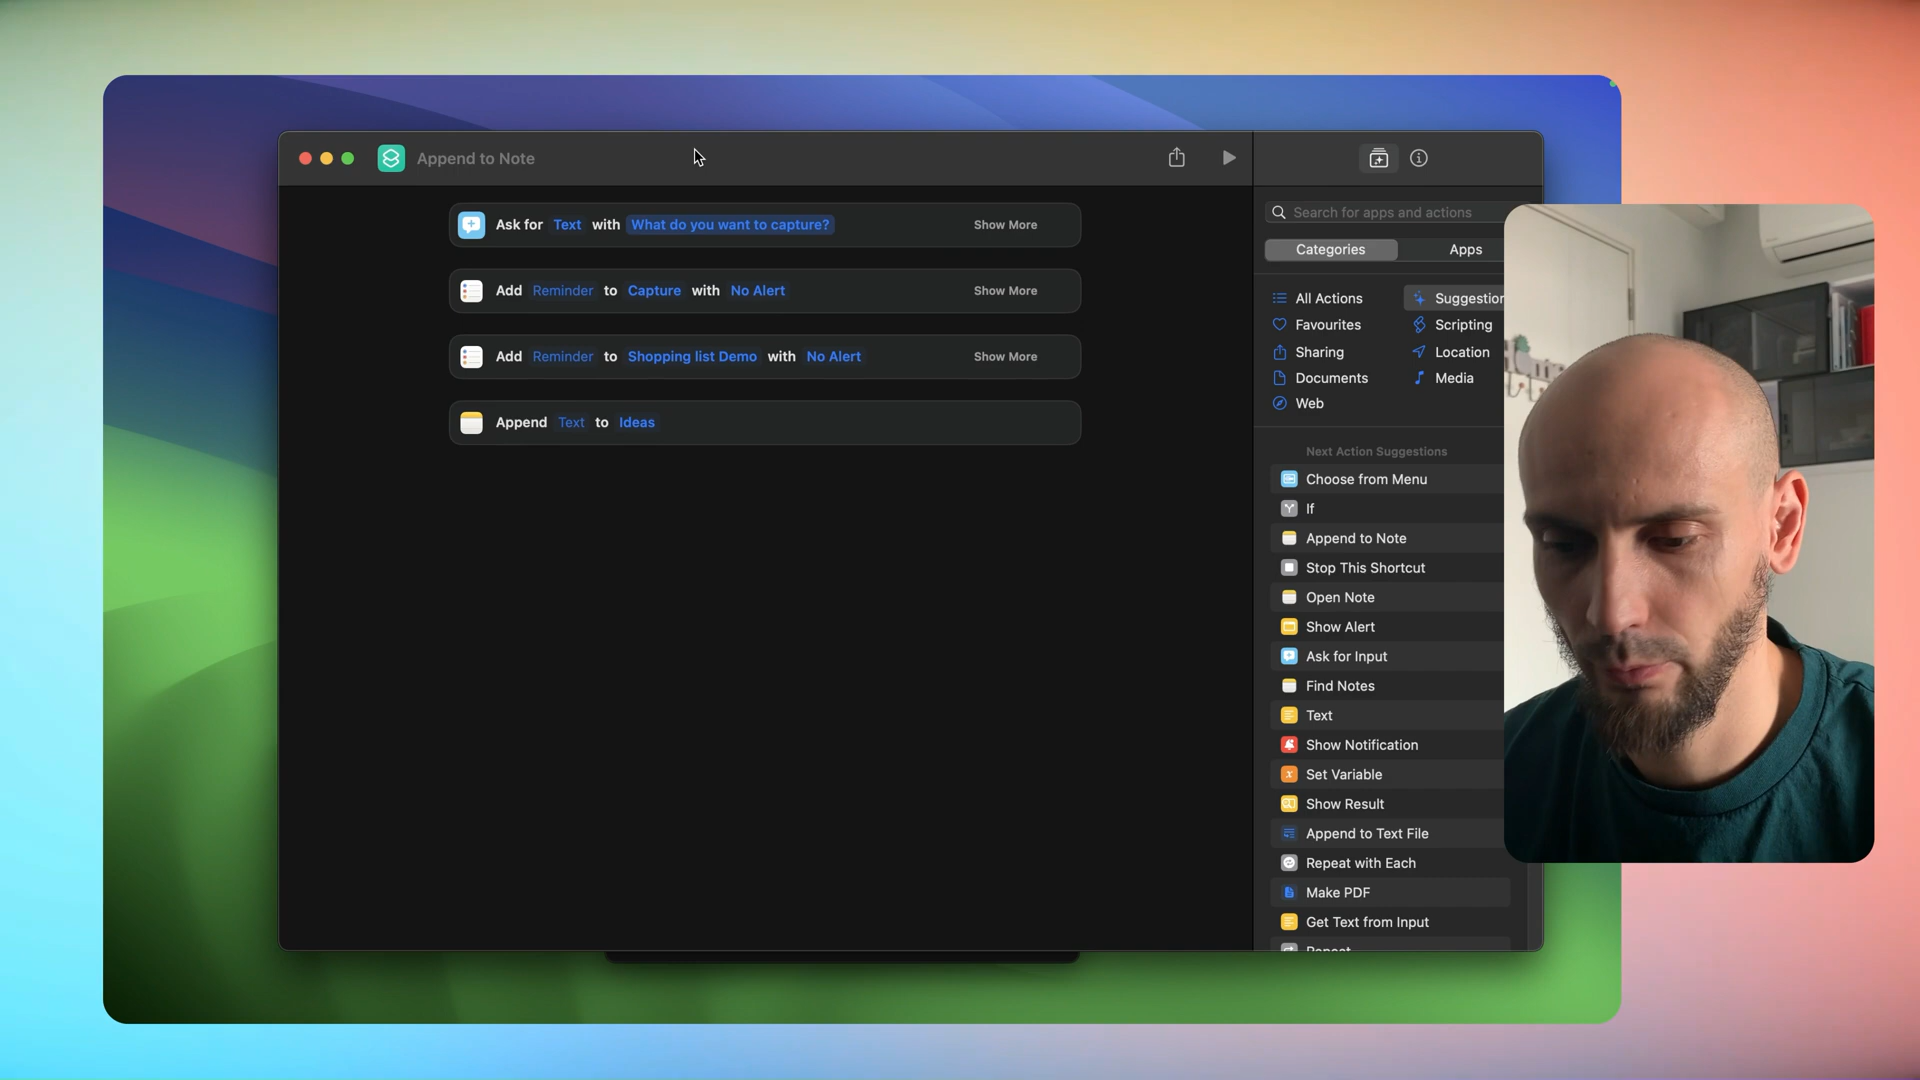 Append to Note
Ask for Text with What do you want to capture? Show More
Add Reminder to Capture with No Alert Show More
Add Reminder to Shopping list Demo with No Alert Show More
Append Text to Ideas
Search for apps and actions
Categories Apps
All Actions Suggestion
Favourites Scripting
Sharing Location
Documents Media
Web
Next Action Suggestions
Choose from Menu
If
Append to Note
Stop This Shortcut
Open Note
Show Alert
Ask for Input
Find Notes
Text
Show Notification
Set Variable
Show Result
Append to Text File
Repeat with Each
Make PDF
Get Text from Input
Repeat